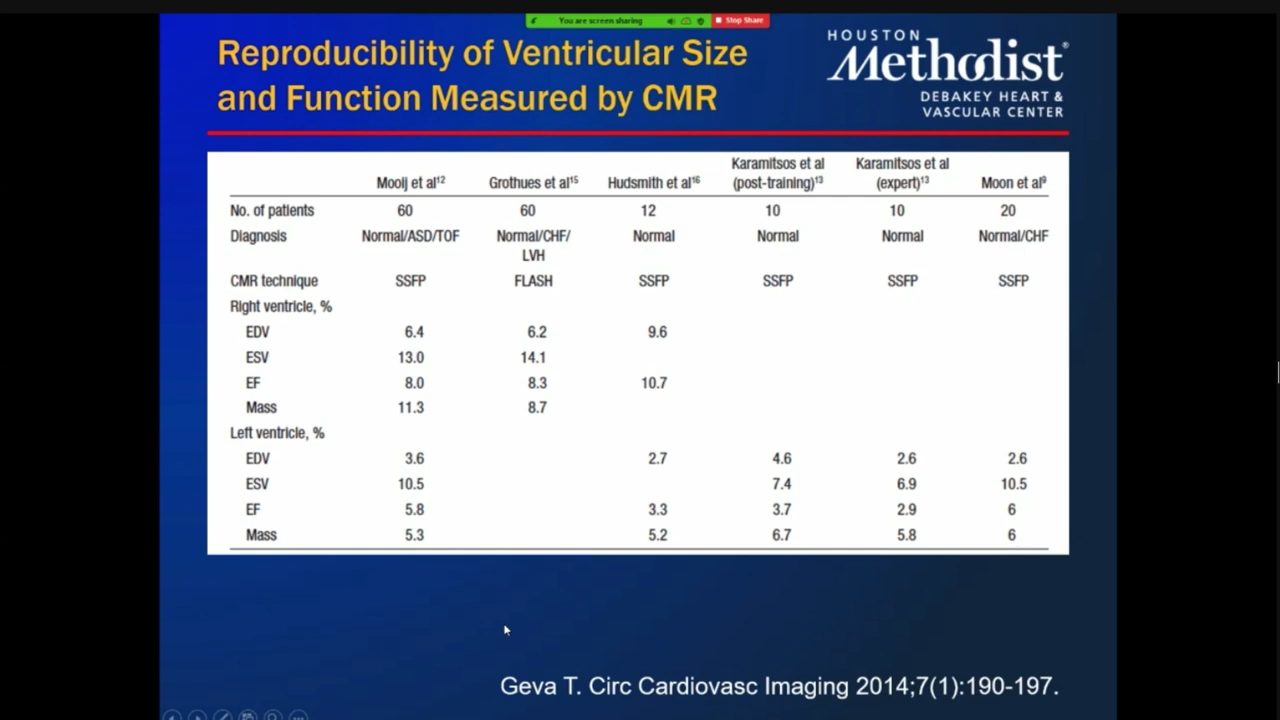 You are screen sharing Stop Share
Reproducibility of Ventricular Size
and Function Measured by CMR
HOUSTON
Methodist®
DEBAKEY HEART &
VASCULAR CENTER
Mooij et al12 Grothues et al15 Hudsmith et al16 Karamitsos et al (post-training)13 Karamitsos et al (expert)13 Moon et al9
No. of patients 60 60 12 10 10 20
Diagnosis Normal/ASD/TOF Normal/CHF/LVH Normal Normal Normal Normal/CHF
CMR technique SSFP FLASH SSFP SSFP SSFP SSFP
Right ventricle, %
EDV 6.4 6.2 9.6
ESV 13.0 14.1
EF 8.0 8.3 10.7
Mass 11.3 8.7
Left ventricle, %
EDV 3.6 2.7 4.6 2.6 2.6
ESV 10.5 7.4 6.9 10.5
EF 5.8 3.3 3.7 2.9 6
Mass 5.3 5.2 6.7 5.8 6
Geva T. Circ Cardiovasc Imaging 2014;7(1):190-197.